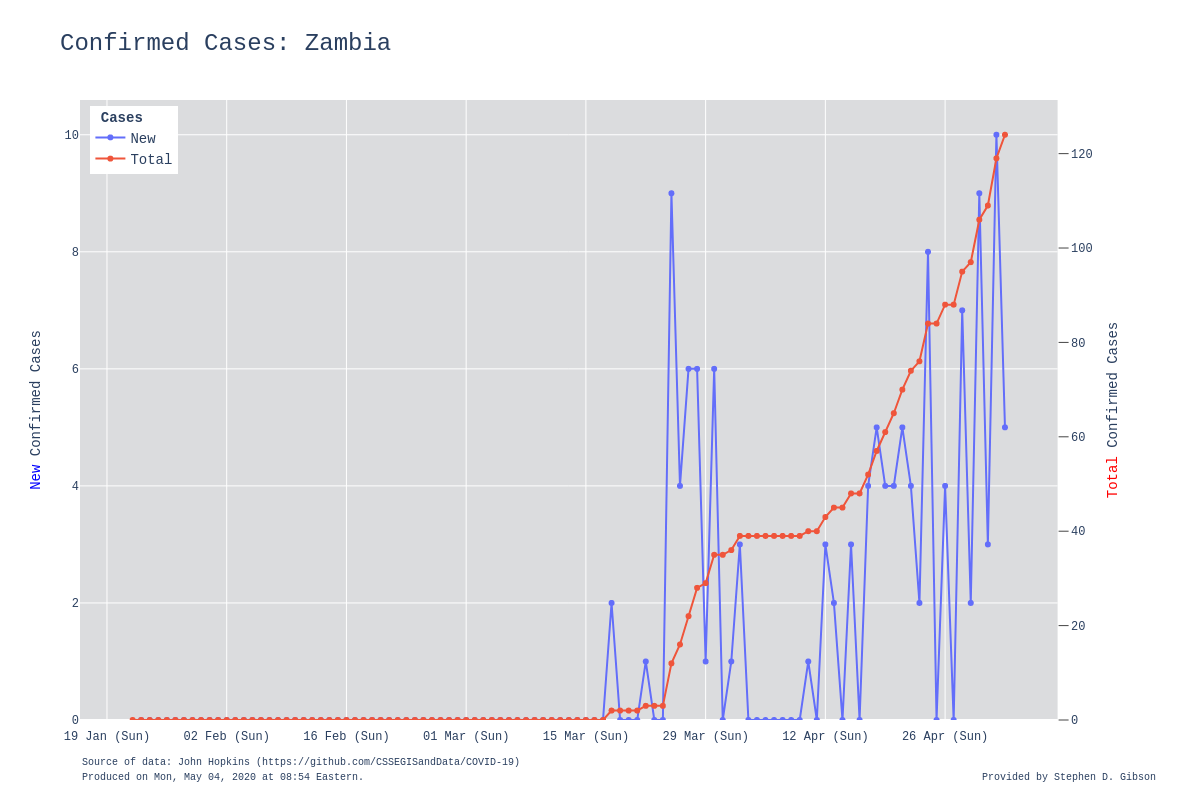 Confirmed Cases: Zambia
Cases
New
Total
10
8
6
4
2
0
120
100
80
60
40
20
0
New Confirmed Cases
Total Confirmed Cases
19 Jan (Sun) 02 Feb (Sun) 16 Feb (Sun) 01 Mar (Sun) 15 Mar (Sun) 29 Mar (Sun) 12 Apr (Sun) 26 Apr (Sun)
Source of data: John Hopkins (https://github.com/CSSEGISandData/COVID-19)
Produced on Mon, May 04, 2020 at 08:54 Eastern.
Provided by Stephen D. Gibson